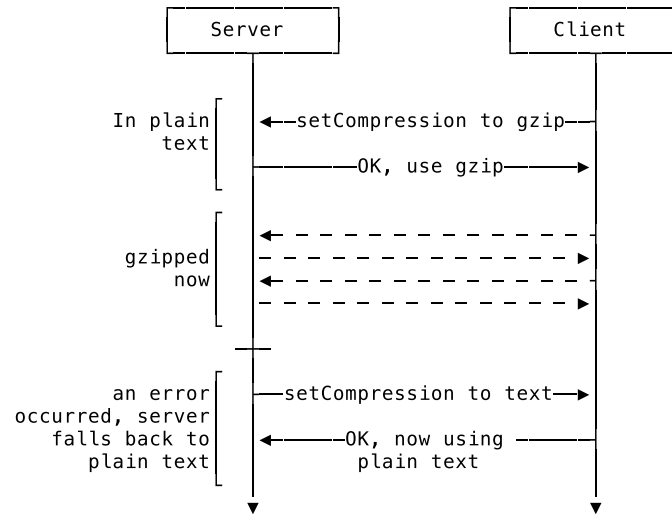 Server
Client
In plain
text
setCompression to gzip
OK, use gzip
gzipped
now
an error
occurred, server
falls back to
plain text
setCompression to text
OK, now using
plain text